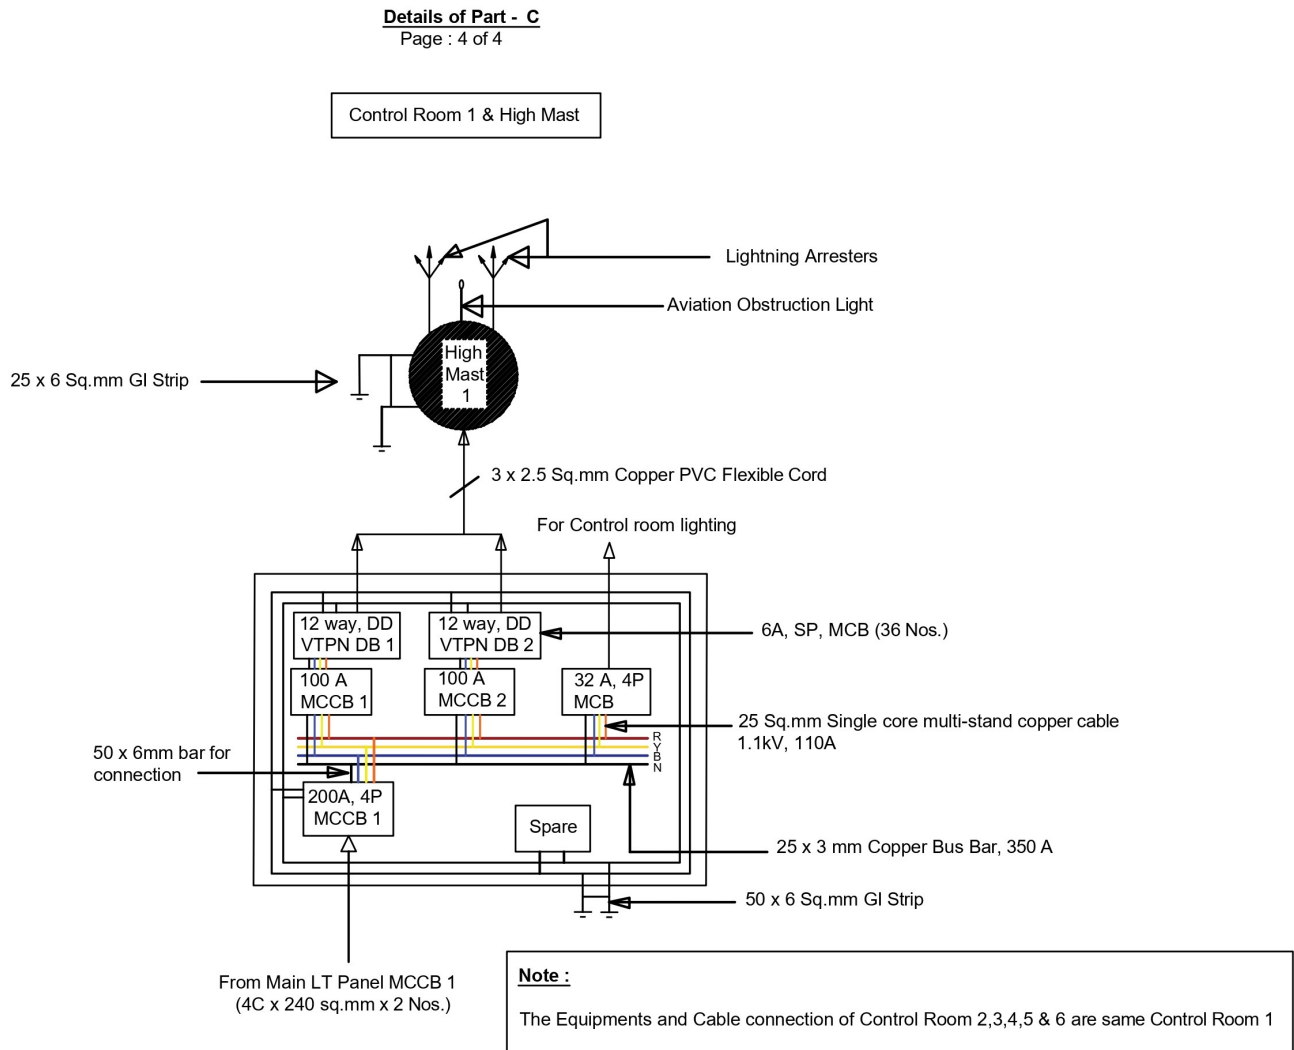 Details of Part - C
Page : 4 of 4
Control Room 1 & High Mast
Lightning Arresters
Aviation Obstruction Light
High
Mast
1
25 x 6 Sq.mm GI Strip
3 x 2.5 Sq.mm Copper PVC Flexible Cord
For Control room lighting
12 way, DD
VTPN DB 1
12 way, DD
VTPN DB 2
6A, SP, MCB (36 Nos.)
100 A
MCCB 1
100 A
MCCB 2
32 A, 4P
MCB
25 Sq.mm Single core multi-stand copper cable
1.1kV, 110A
R
Y
B
N
50 x 6mm bar for
connection
200A, 4P
MCCB 1
Spare
25 x 3 mm Copper Bus Bar, 350 A
50 x 6 Sq.mm GI Strip
From Main LT Panel MCCB 1
(4C x 240 sq.mm x 2 Nos.)
Note :
The Equipments and Cable connection of Control Room 2,3,4,5 & 6 are same Control Room 1